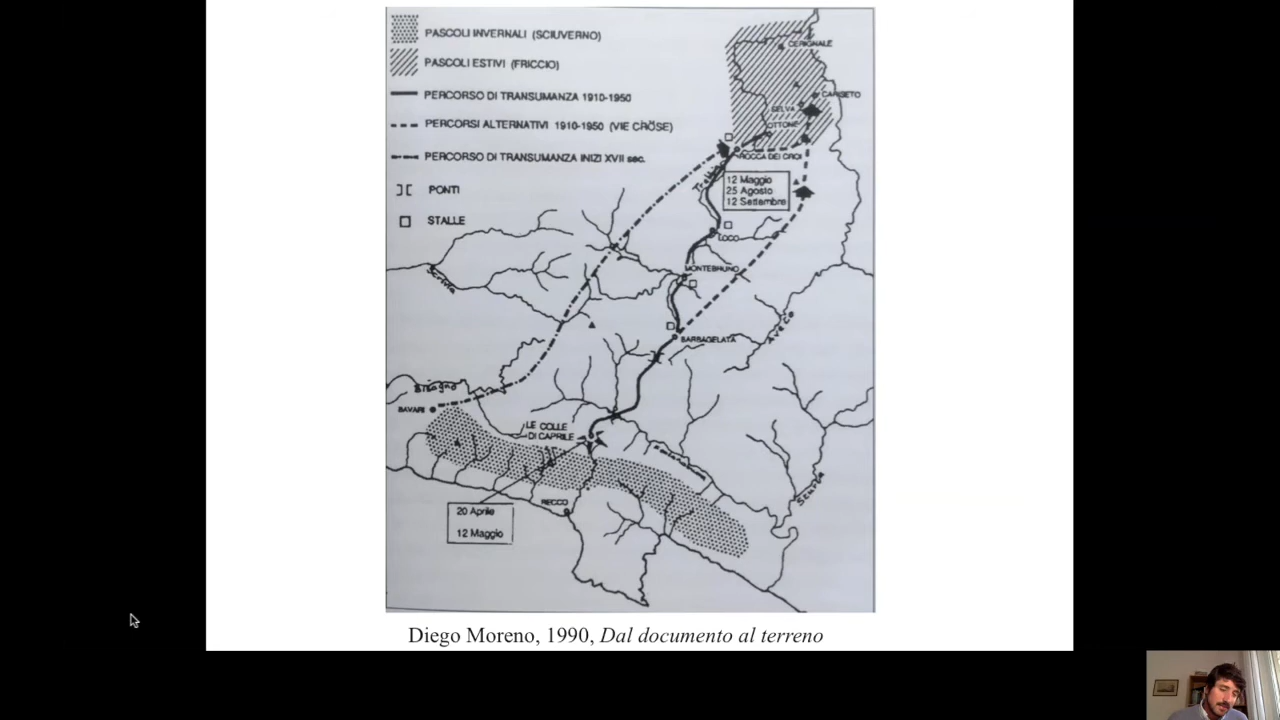 PASCOLI INVERNALI (SCIUVERNO)
PASCOLI ESTIVI (FRICCIO)
PERCORSO DI TRANSUMANZA 1910-1950
PERCORSI ALTERNATIVI 1910-1950 (VIE CRÖSE)
PERCORSO DI TRANSUMANZA INIZI XVII sec.
PONTI
STALLE
CERIGNALE
CARISETO
SELVA
OTTONE
ROCCA DEI CROI
Trebbia
12 Maggio
25 Agosto
12 Settembre
LOCO
MONTEBRUNO
Scrivia
BARBAGELATA
AVETO
Bisagno
BAVARI
LE COLLE
DI CAPRILE
RECCO
20 Aprile
12 Maggio
Diego Moreno, 1990, Dal documento al terreno